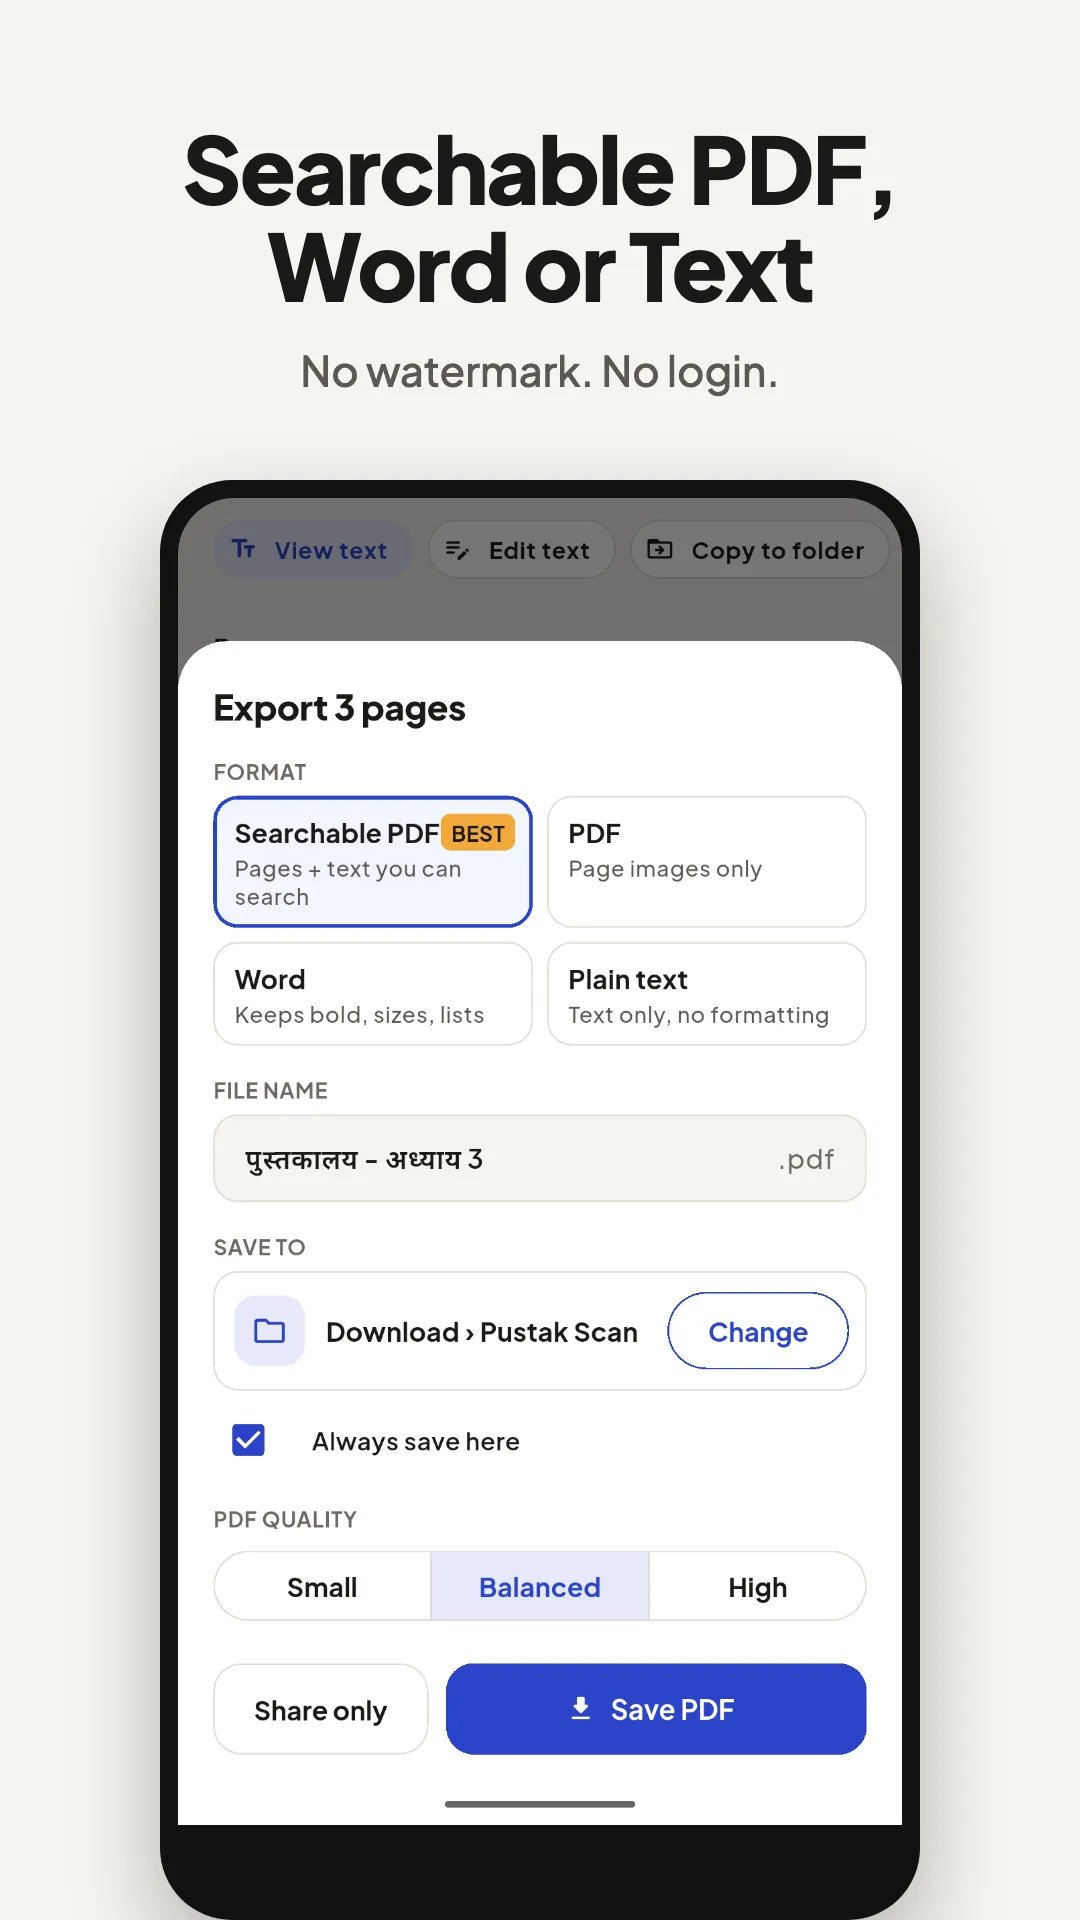 Searchable PDF,
Word or Text
No watermark. No login.
View text
Edit text
Copy to folder
Export 3 pages
FORMAT
Searchable PDF BEST
Pages + text you can
search
PDF
Page images only
Word
Keeps bold, sizes, lists
Plain text
Text only, no formatting
FILE NAME
पुस्तकालय - अध्याय 3 .pdf
SAVE TO
Download › Pustak Scan
Change
Always save here
PDF QUALITY
Small
Balanced
High
Share only
Save PDF